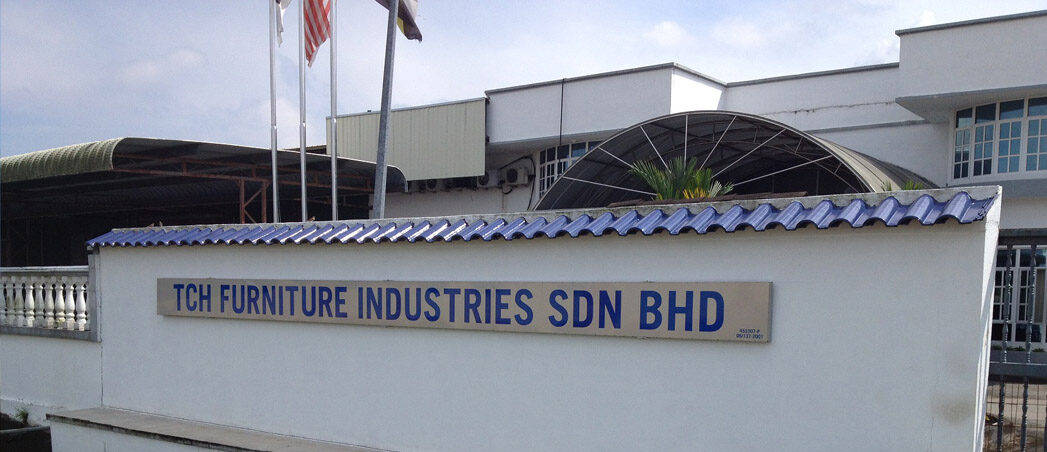 TCH FURNITURE INDUSTRIES SDN BHD